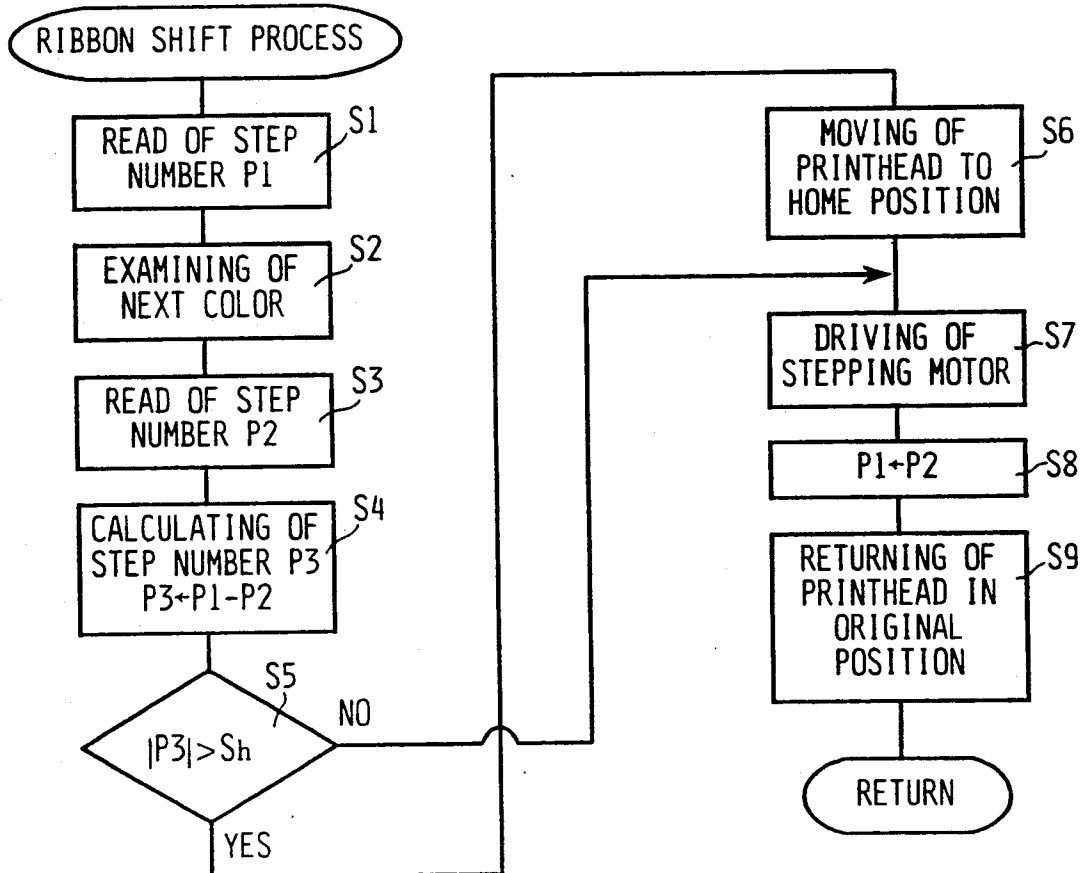 RIBBON SHIFT PROCESS
S1
READ OF STEP
NUMBER P1
S2
EXAMINING OF
NEXT COLOR
S3
READ OF STEP
NUMBER P2
S4
CALCULATING OF
STEP NUMBER P3
P3←P1-P2
S5
|P3|>Sh
NO
YES
S6
MOVING OF
PRINTHEAD TO
HOME POSITION
S7
DRIVING OF
STEPPING MOTOR
P1←P2
S8
S9
RETURNING OF
PRINTHEAD IN
ORIGINAL
POSITION
RETURN